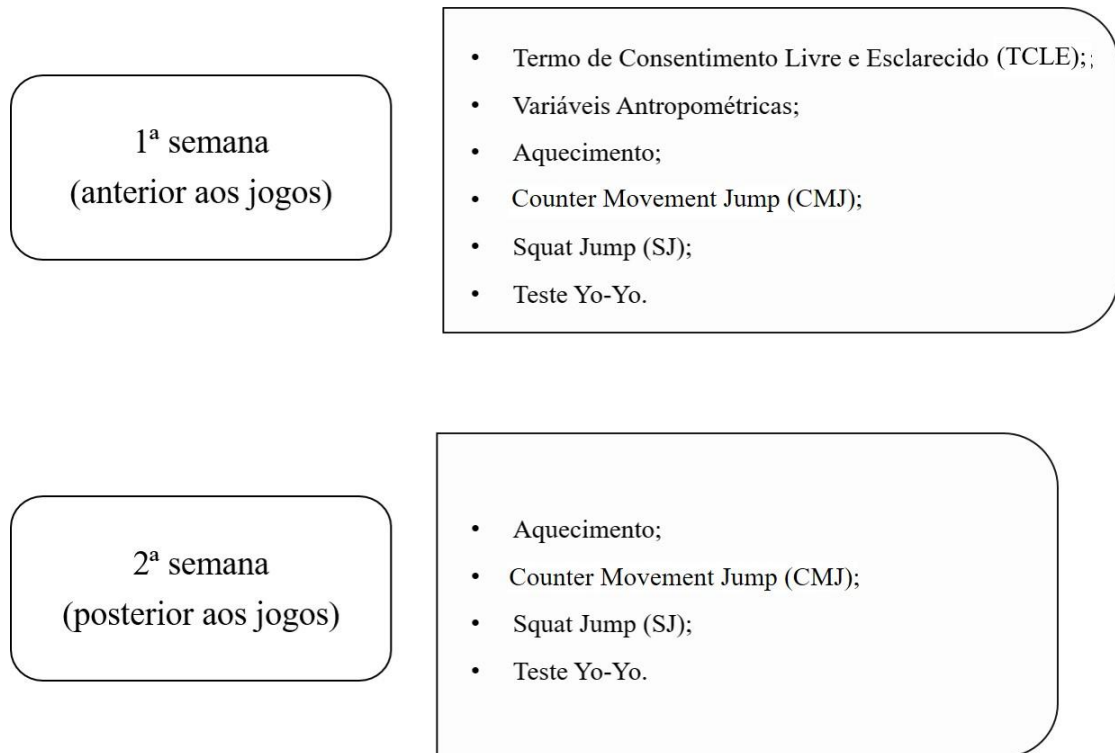 1ª semana
(anterior aos jogos)
• Termo de Consentimento Livre e Esclarecido (TCLE);;
• Variáveis Antropométricas;
• Aquecimento;
• Counter Movement Jump (CMJ);
• Squat Jump (SJ);
• Teste Yo-Yo.
2ª semana
(posterior aos jogos)
• Aquecimento;
• Counter Movement Jump (CMJ);
• Squat Jump (SJ);
• Teste Yo-Yo.